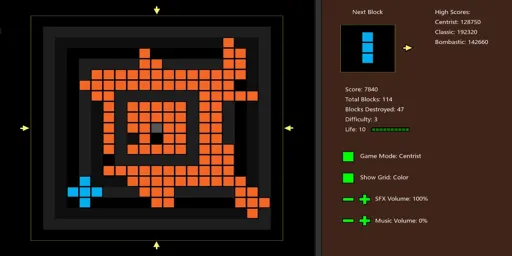 Next Block
High Scores:
Centrist: 128750
Classic: 192320
Bombastic: 142660
Score: 7840
Total Blocks: 114
Blocks Destroyed: 47
Difficulty: 3
Life: 10
Game Mode: Centrist
Show Grid: Color
SFX Volume: 100%
Music Volume: 0%